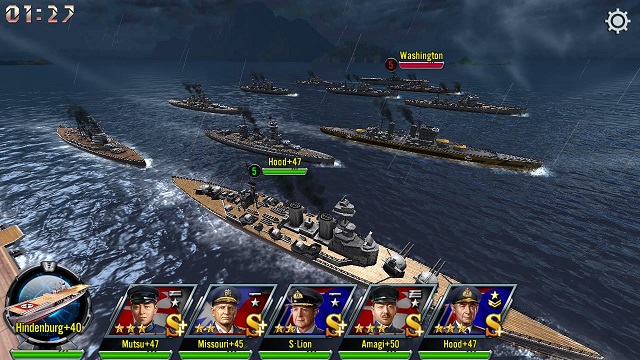 01:27
Washington
5
Hood+47
5
Hindenburg+40
S+
S+
S
S+
S
Mutsu+47
Missouri+45
S·Lion
Amagi+50
Hood+47